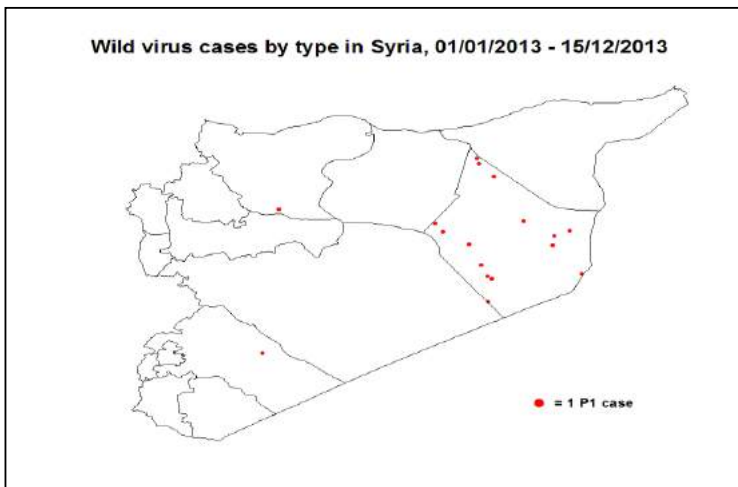 Wild virus cases by type in Syria, 01/01/2013 - 15/12/2013
= 1 P1 case